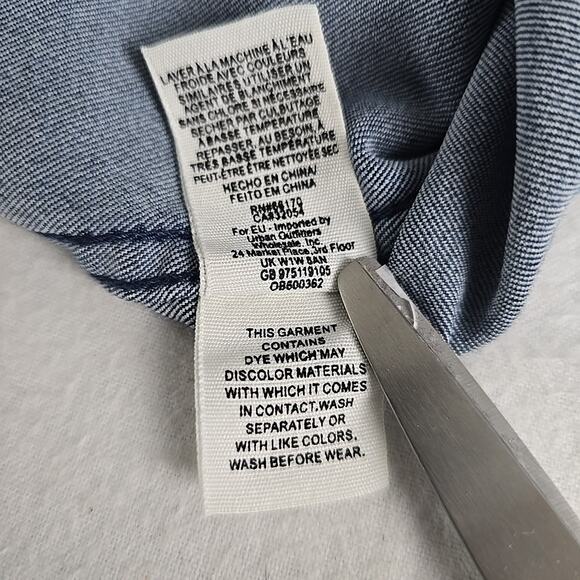 LAVER À LA MACHINE À L'EAU
FROIDE AVEC COULEURS
SIMILAIRES UTILISER UN
AGENT DE BLANCHIMENT
SANS CHLORE SI NÉCESSAIRE
SÉCHER PAR CULBUTAGE
À BASSE TEMPÉRATURE
REPASSER, AU BESOIN, À
TRÈS BASSE TEMPÉRATURE
PEUT-ÊTRE ÊTRE NETTOYÉE SEC
HECHO EN CHINA/
FEITO EM CHINA
RN#66170
CA#32054
For EU - Imported by
Urban Outfitters
Wholesale, Inc.
24 Market Place, 3rd Floor
UK W1W 8AN
GB 975119105
OB600362
THIS GARMENT
CONTAINS
DYE WHICH MAY
DISCOLOR MATERIALS
WITH WHICH IT COMES
IN CONTACT.WASH
SEPARATELY OR
WITH LIKE COLORS.
WASH BEFORE WEAR.